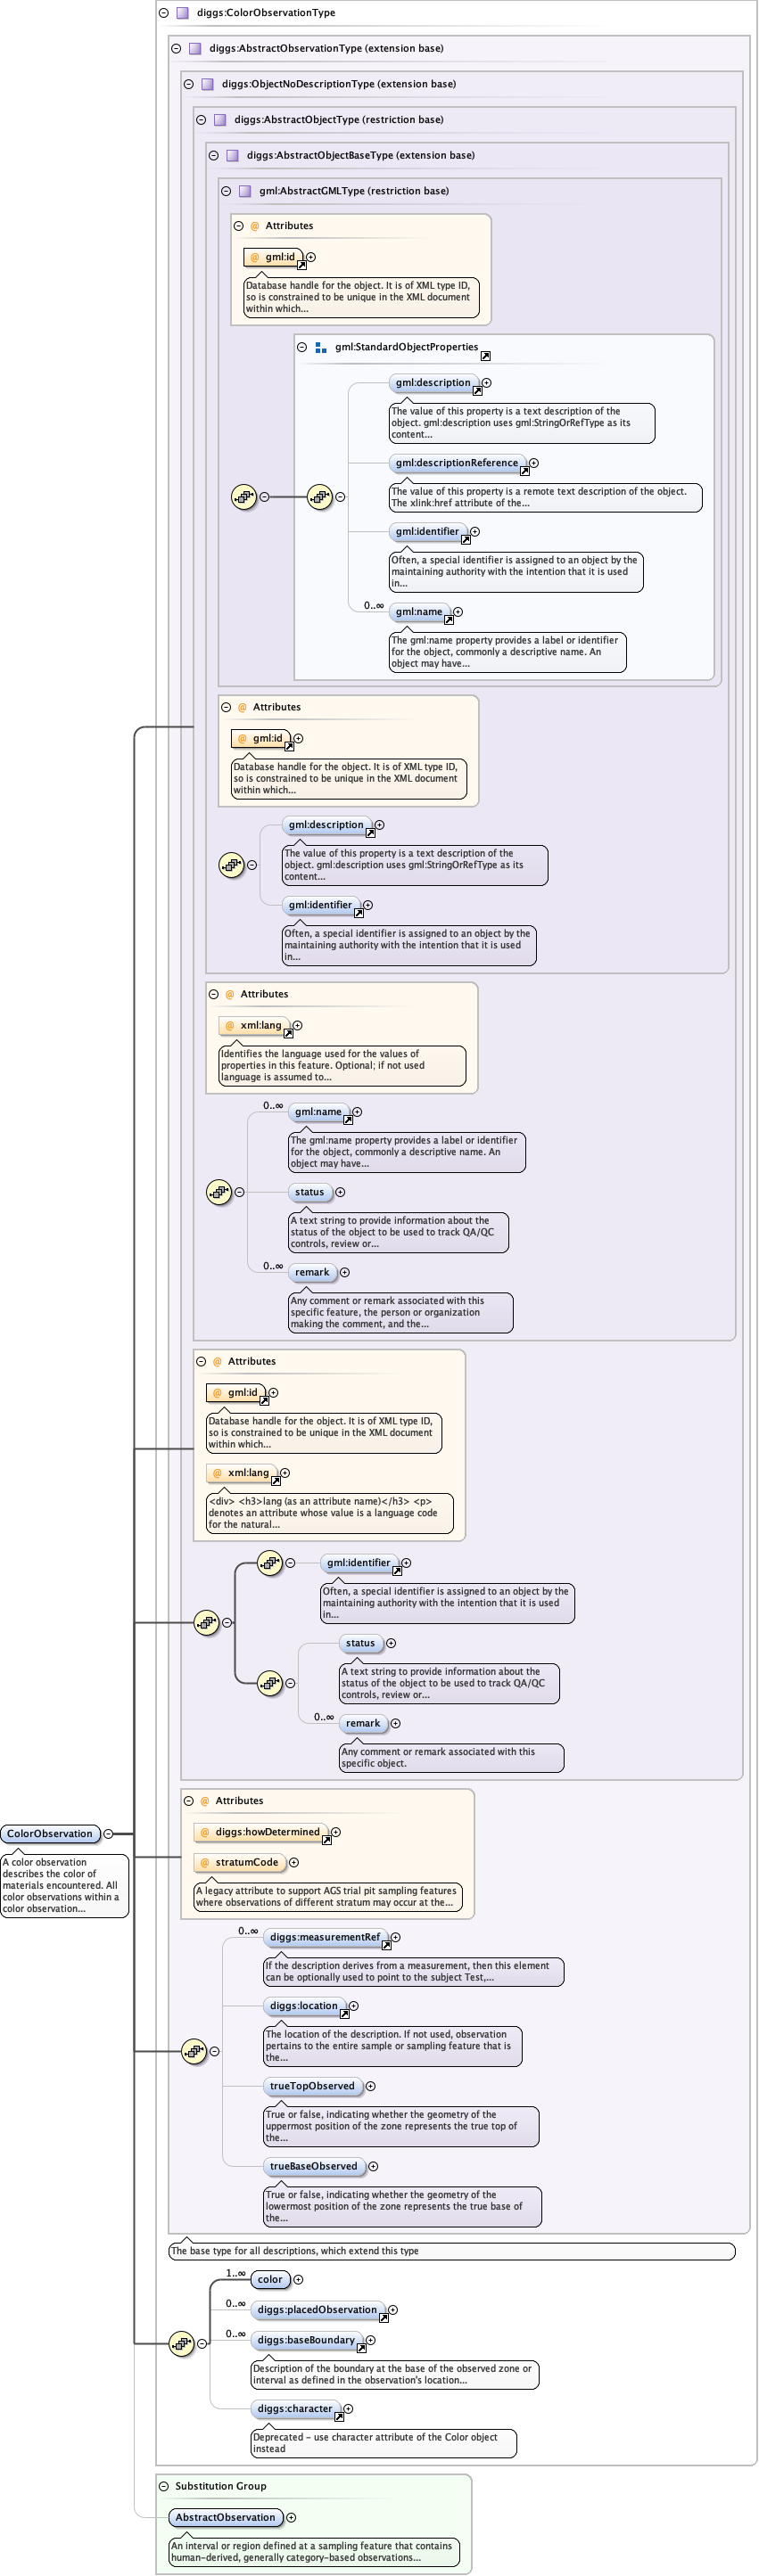 diggs:ColorObservationType
diggs:AbstractObservationType (extension base)
diggs:ObjectNoDescriptionType (extension base)
diggs:AbstractObjectType (restriction base)
diggs:AbstractObjectBaseType (extension base)
gml:AbstractGMLType (restriction base)
@ Attributes
@ gml:id
Database handle for the object. It is of XML type ID,
so is constrained to be unique in the XML document
within which...
gml:StandardObjectProperties
gml:description
The value of this property is a text description of the
object. gml:description uses gml:StringOrRefType as its
content...
gml:descriptionReference
The value of this property is a remote text description of the object.
The xlink:href attribute of the...
gml:identifier
Often, a special identifier is assigned to an object by the
maintaining authority with the intention that it is used
in...
0..∞
gml:name
The gml:name property provides a label or identifier
for the object, commonly a descriptive name. An
object may have...
@ Attributes
@ gml:id
Database handle for the object. It is of XML type ID,
so is constrained to be unique in the XML document
within which...
gml:description
The value of this property is a text description of the
object. gml:description uses gml:StringOrRefType as its
content...
gml:identifier
Often, a special identifier is assigned to an object by the
maintaining authority with the intention that it is used
in...
@ Attributes
@ xml:lang
Identifies the language used for the values of
properties in this feature. Optional; if not used
language is assumed to...
0..∞
gml:name
The gml:name property provides a label or identifier
for the object, commonly a descriptive name. An
object may have...
status
A text string to provide information about the
status of the object to be used to track QA/QC
controls, review or...
0..∞
remark
Any comment or remark associated with this
specific feature, the person or organization
making the comment, and the...
@ Attributes
@ gml:id
Database handle for the object. It is of XML type ID,
so is constrained to be unique in the XML document
within which...
@ xml:lang
<div> <h3>lang (as an attribute name)</h3> <p>
denotes an attribute whose value is a language code
for the natural...
gml:identifier
Often, a special identifier is assigned to an object by the
maintaining authority with the intention that it is used
in...
status
A text string to provide information about the
status of the object to be used to track QA/QC
controls, review or...
0..∞
remark
Any comment or remark associated with this
specific object.
@ Attributes
@ diggs:howDetermined
@ stratumCode
A legacy attribute to support AGS trial pit sampling features
where observations of different stratum may occur at the...
ColorObservation
A color observation
describes the color of
materials encountered. All
color observations within a
color observation...
0..∞
diggs:measurementRef
If the description derives from a measurement, then this element
can be optionally used to point to the subject Test,...
diggs:location
The location of the description. If not used, observation
pertains to the entire sample or sampling feature that is
the...
trueTopObserved
True or false, indicating whether the geometry of the
uppermost position of the zone represents the true top of
the...
trueBaseObserved
True or false, indicating whether the geometry of the
lowermost position of the zone represents the true base of
the...
The base type for all descriptions, which extend this type
1..∞
color
0..∞
diggs:placedObservation
0..∞
diggs:baseBoundary
Description of the boundary at the base of the observed zone or
interval as defined in the observation's location...
diggs:character
Deprecated - use character attribute of the Color object
instead
Substitution Group
AbstractObservation
An interval or region defined at a sampling feature that contains
human-derived, generally category-based observations...